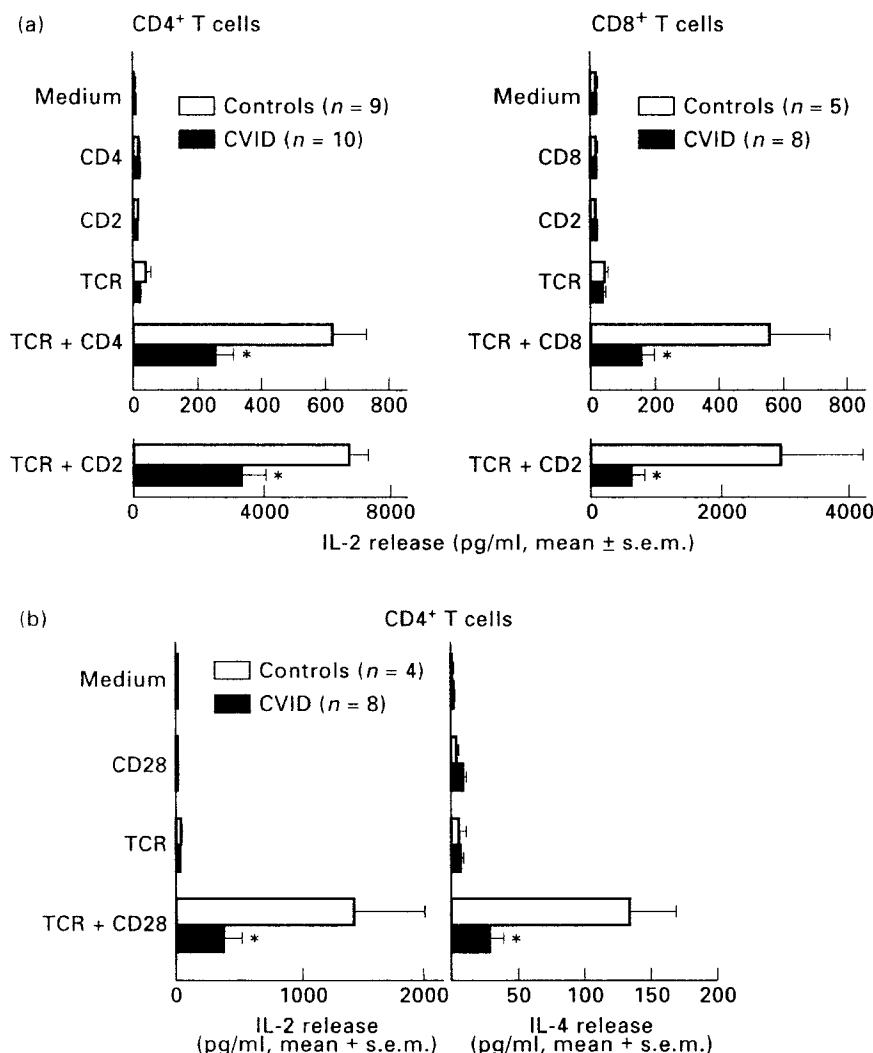 (a)
CD4⁺ T cells
CD8⁺ T cells
Medium
CD4
CD2
TCR
TCR + CD4
Controls (n = 9)
CVID (n = 10)
*
0 200 400 600 800
TCR + CD2
*
0 4000 8000
Medium
CD8
CD2
TCR
TCR + CD8
Controls (n = 5)
CVID (n = 8)
*
0 200 400 600 800
TCR + CD2
*
0 2000 4000
IL-2 release (pg/ml, mean ± s.e.m.)
(b)
CD4⁺ T cells
Medium
CD28
TCR
TCR + CD28
Controls (n = 4)
CVID (n = 8)
*
0 1000 2000
IL-2 release
(pg/ml, mean + s.e.m.)
*
50 100 150 200
IL-4 release
(pg/ml, mean + s.e.m.)